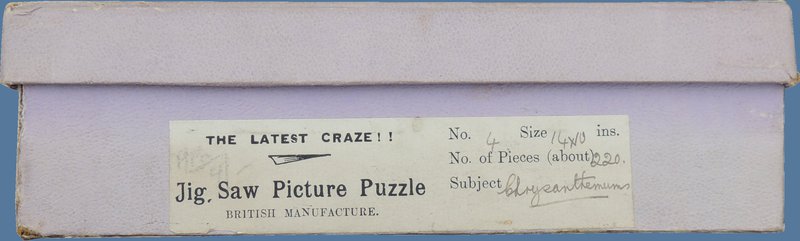 THE LATEST CRAZE!!
Jig, Saw Picture Puzzle
BRITISH MANUFACTURE.
No. 4 Size 14x10 ins.
No. of Pieces (about) 220.
Subject Chrysanthemums